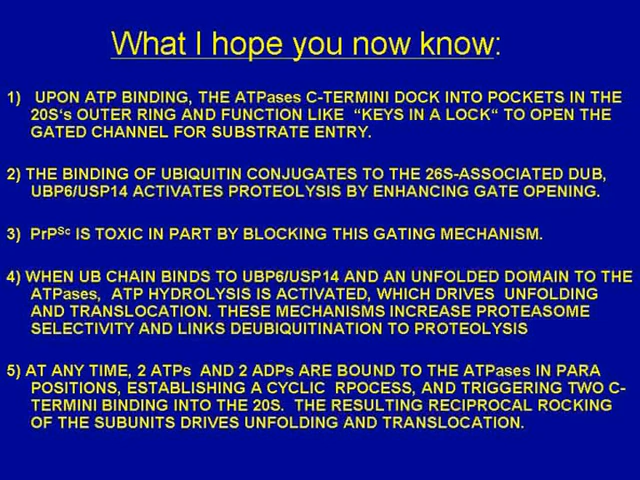 What I hope you now know:
1) UPON ATP BINDING, THE ATPases C-TERMINI DOCK INTO POCKETS IN THE
20S‘s OUTER RING AND FUNCTION LIKE “KEYS IN A LOCK“ TO OPEN THE
GATED CHANNEL FOR SUBSTRATE ENTRY.
2) THE BINDING OF UBIQUITIN CONJUGATES TO THE 26S-ASSOCIATED DUB,
UBP6/USP14 ACTIVATES PROTEOLYSIS BY ENHANCING GATE OPENING.
3) PrPSc IS TOXIC IN PART BY BLOCKING THIS GATING MECHANISM.
4) WHEN UB CHAIN BINDS TO UBP6/USP14 AND AN UNFOLDED DOMAIN TO THE
ATPases, ATP HYDROLYSIS IS ACTIVATED, WHICH DRIVES UNFOLDING
AND TRANSLOCATION. THESE MECHANISMS INCREASE PROTEASOME
SELECTIVITY AND LINKS DEUBIQUITINATION TO PROTEOLYSIS
5) AT ANY TIME, 2 ATPs AND 2 ADPs ARE BOUND TO THE ATPases IN PARA
POSITIONS, ESTABLISHING A CYCLIC RPOCESS, AND TRIGGERING TWO C-
TERMINI BINDING INTO THE 20S. THE RESULTING RECIPROCAL ROCKING
OF THE SUBUNITS DRIVES UNFOLDING AND TRANSLOCATION.